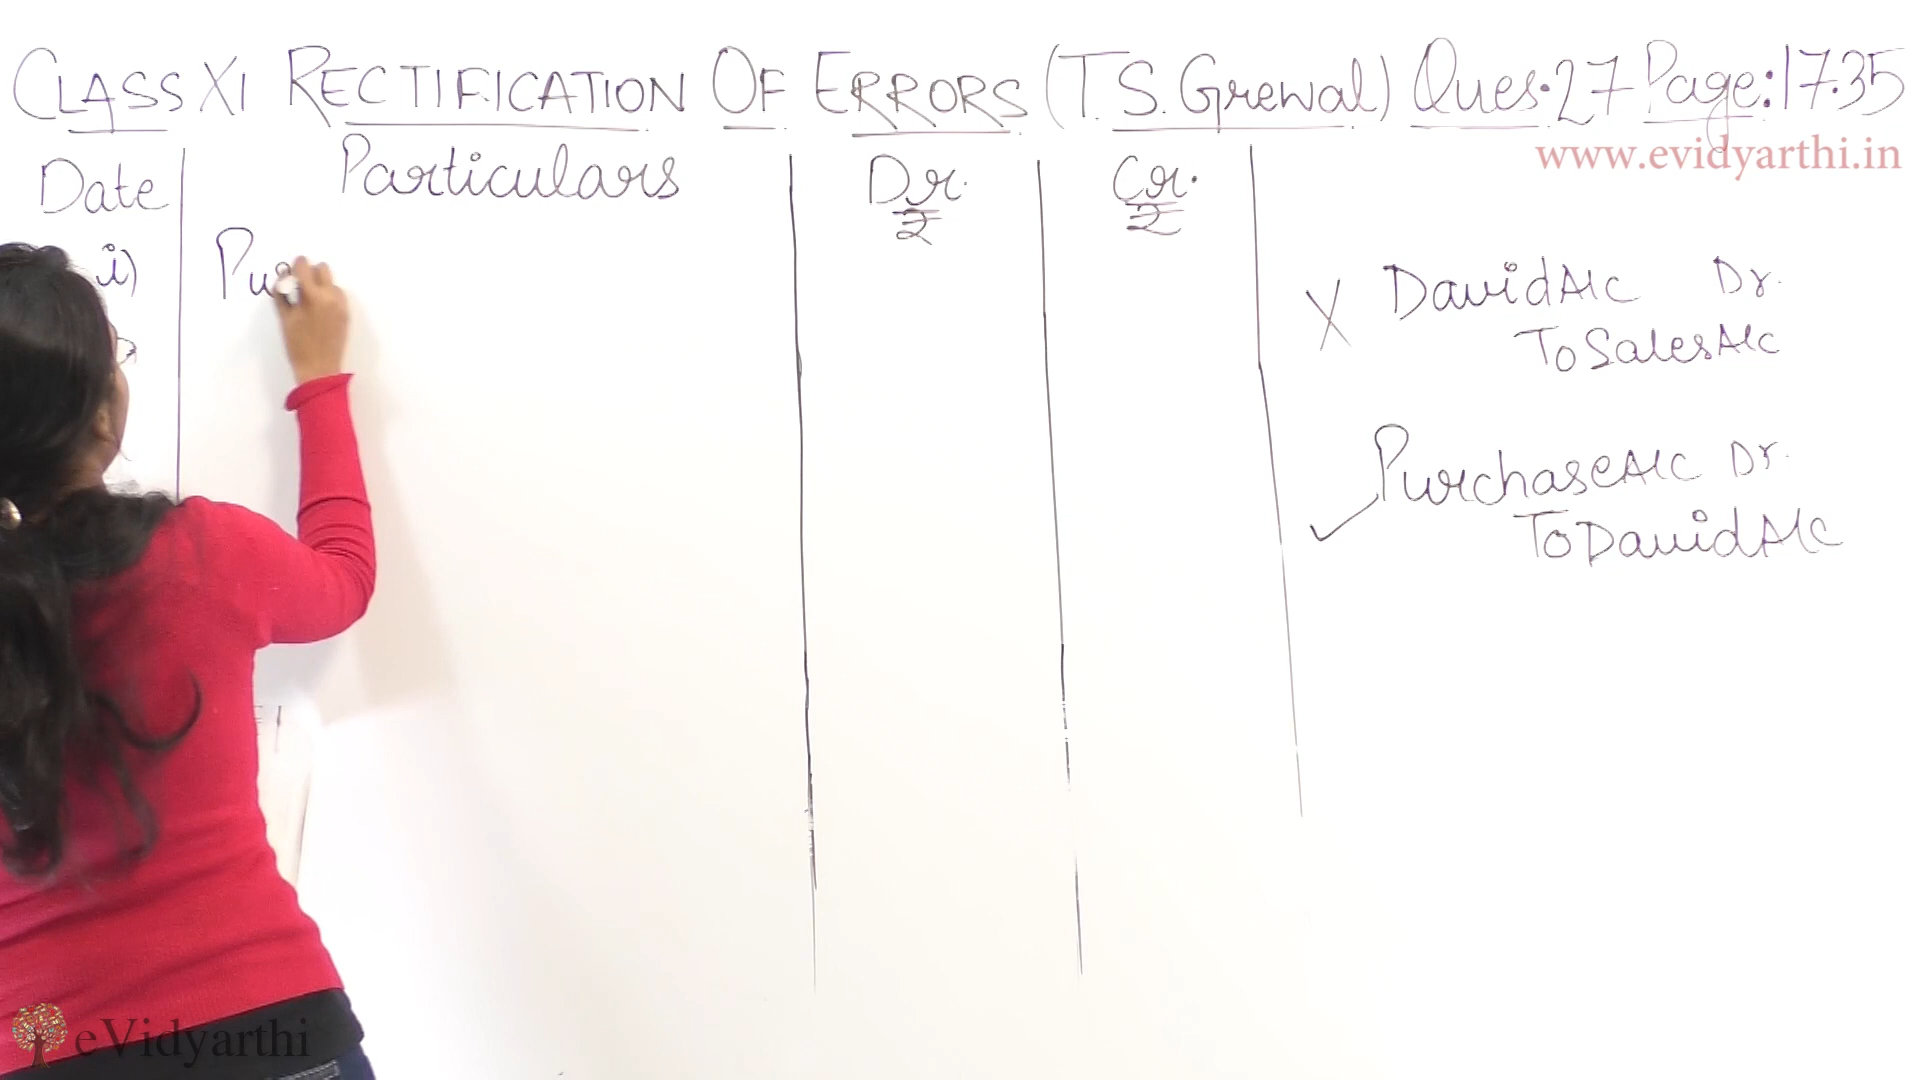 CLASS XI RECTIFICATION OF ERRORS (T.S. Grewal) Ques.27 Page:17.35
www.evidyarthi.in
Date Particulars Dr. Cr.
₹ ₹
i) Pur
X David A/c Dr.
To Sales A/c
✓ Purchase A/c Dr.
To David A/c
eVidyarthi